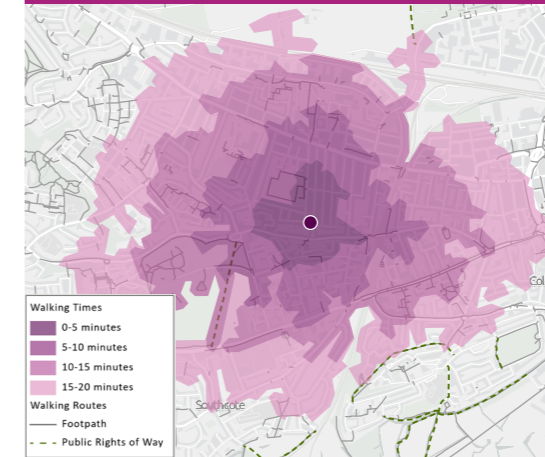 Col
Walking Times
0-5 minutes
5-10 minutes
10-15 minutes
15-20 minutes
Walking Routes
Footpath
Public Rights of Way
Southcote